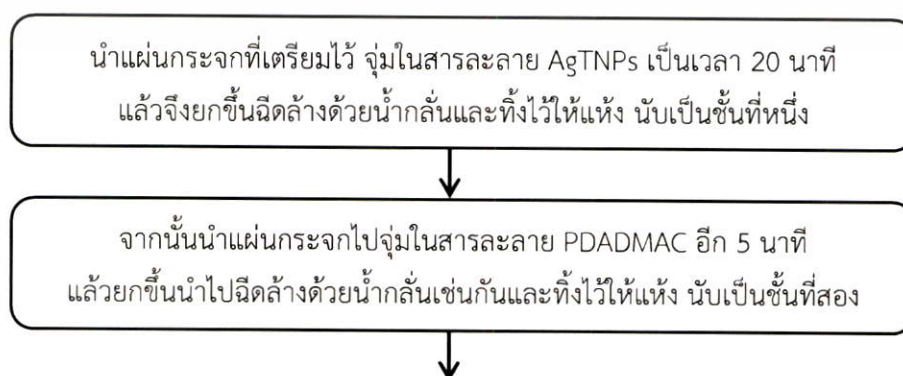 นำแผ่นกระจกที่เตรียมไว้ จุ่มในสารละลาย AgTNPs เป็นเวลา 20 นาที
แล้วจึงยกขึ้นฉีดล้างด้วยน้ำกลั่นและทิ้งไว้ให้แห้ง นับเป็นชั้นที่หนึ่ง
จากนั้นนำแผ่นกระจกไปจุ่มในสารละลาย PDADMAC อีก 5 นาที
แล้วยกขึ้นนำไปฉีดล้างด้วยน้ำกลั่นเช่นกันและทิ้งไว้ให้แห้ง นับเป็นชั้นที่สอง